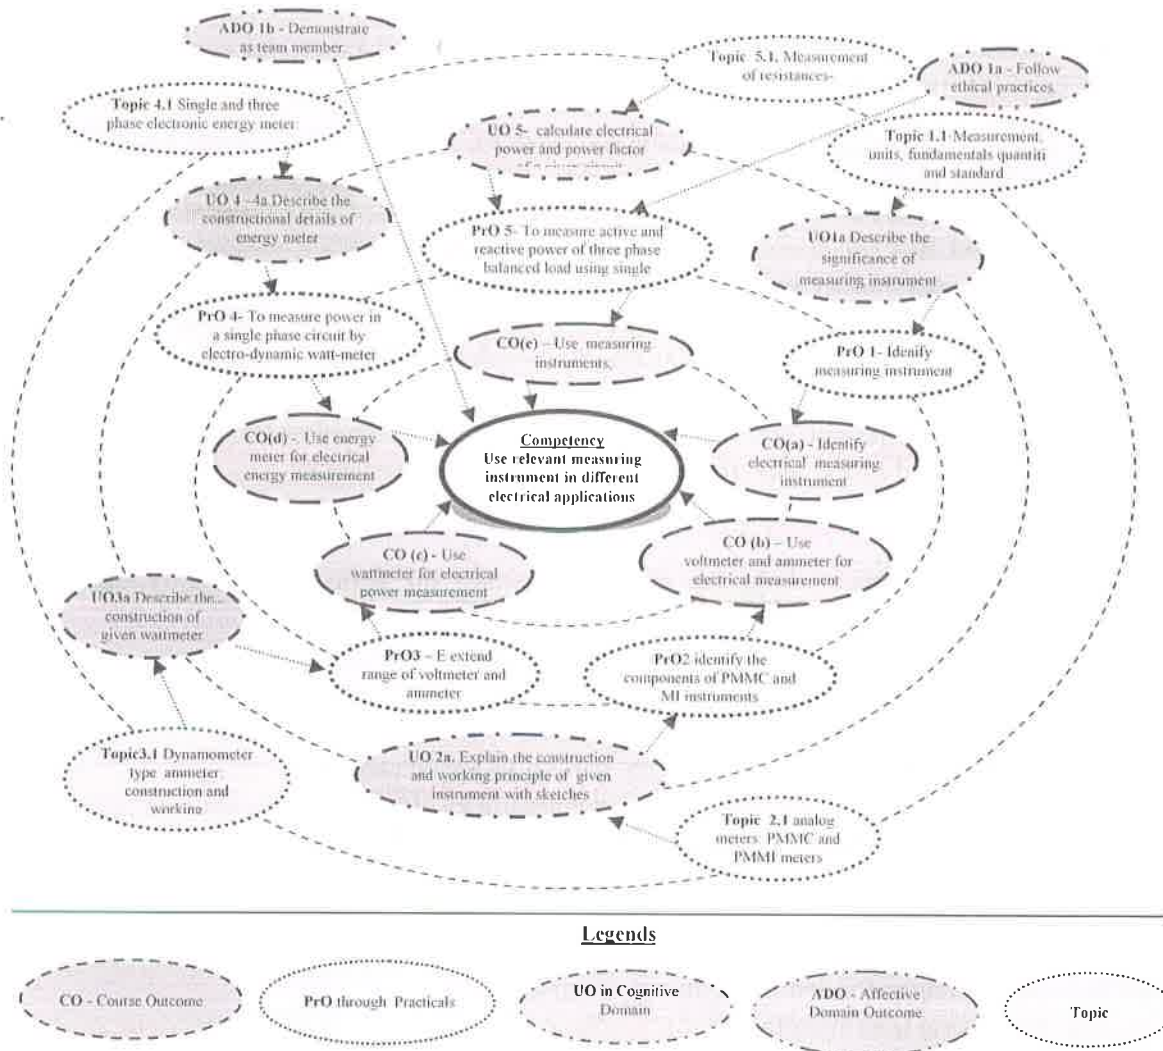 ADO 1b - Demonstrate
as team member
Topic 5.1. Measurement
of resistances-
ADO 1a - Follow
ethical practices
Topic 4.1 Single and three
phase electronic energy meter
UO 5- calculate electrical
power and power factor
of a given circuit
Topic 1.1 Measurement,
units, fundamentals quantiti
and standard
UO 4 -4a Describe the
constructional details of
energy meter
PrO 5- To measure active and
reactive power of three phase
balanced load using single
UO1a Describe the
significance of
measuring instrument
PrO 4- To measure power in
a single phase circuit by
electro-dynamic watt-meter
CO(e) – Use measuring
instruments.
PrO 1- Idenify
measuring instrument
CO(d) - Use energy
meter for electrical
energy measurement
Competency
Use relevant measuring
instrument in different
electrical applications
CO(a) - Identify
electrical measuring
instrument
CO (c) - Use
wattmeter for electrical
power measurement
CO (b) – Use
voltmeter and ammeter for
electrical measurement
UO3a Describe the
construction of
given wattmeter
PrO3 – E extend
range of voltmeter and
ammeter
PrO2 identify the
components of PMMC and
MI instruments
Topic3.1 Dynamometer
type ammeter
construction and
working
UO 2a. Explain the construction
and working principle of given
instrument with sketches
Topic 2.1 analog
meters: PMMC and
PMMI meters
Legends
CO - Course Outcome
PrO through Practicals
UO in Cognitive
Domain
ADO - Affective
Domain Outcome
Topic